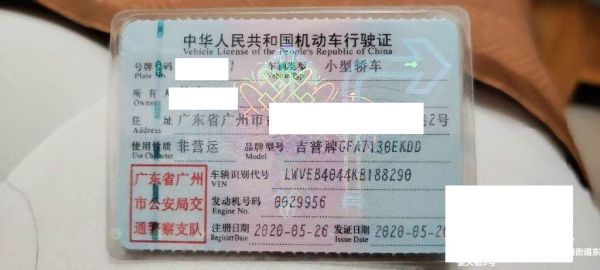 中华人民共和国机动车行驶证
Vehicle License of the People's Republic of China
号牌号码 车辆类型 小型轿车
Plate No. Vehicle Type
所有人
Owner
住址 广东省广州市 2号
Address
使用性质 非营运 品牌型号 吉普牌GFA7130EKDD
Use Character Model
广东省广州市公安局交通警察支队
车辆识别代号 LWVEB4044KB188290
VIN
发动机号码 0029956
Engine No.
注册日期 2020-05-26 发证日期 2020-05-26
Register Date Issue Date
街道东